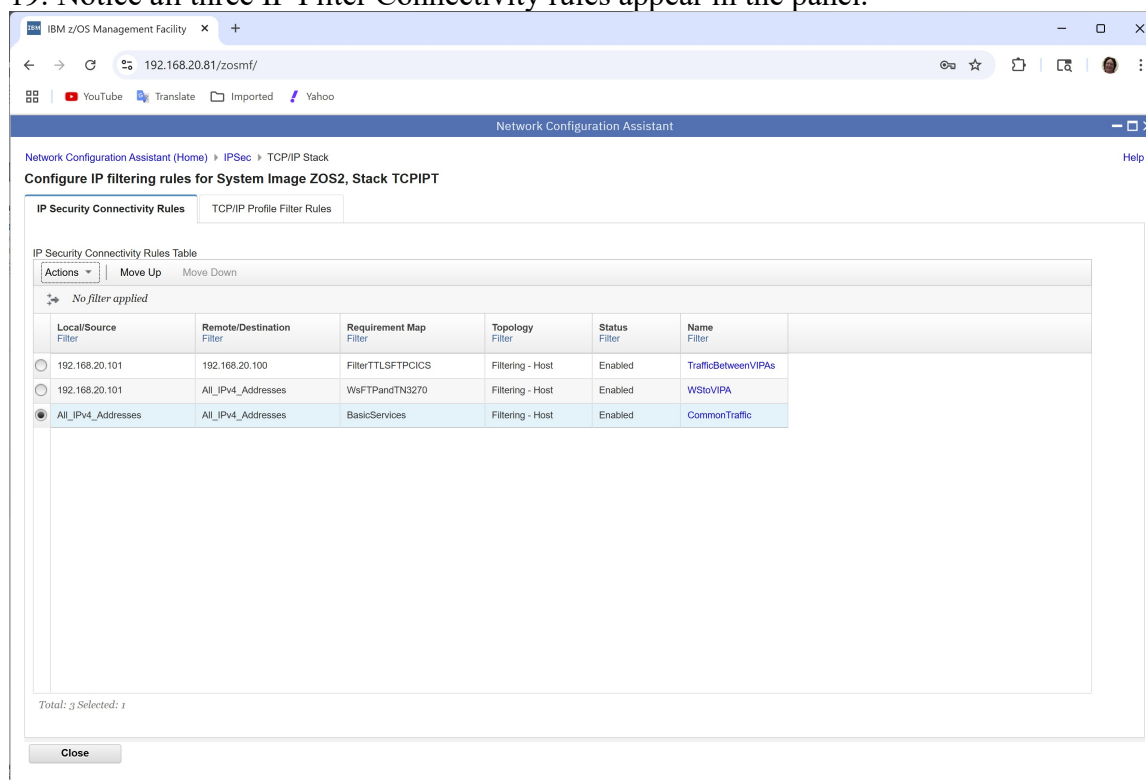 19. Notice all three IP Filter Connectivity rules appear in the panel.
IBM IBM z/OS Management Facility
192.168.20.81/zosmf/
YouTube Translate Imported Yahoo
Network Configuration Assistant
Network Configuration Assistant (Home) IPSec TCP/IP Stack Help
Configure IP filtering rules for System Image ZOS2, Stack TCPIPT
IP Security Connectivity Rules TCP/IP Profile Filter Rules
IP Security Connectivity Rules Table
Actions Move Up Move Down
No filter applied
Local/Source Remote/Destination Requirement Map Topology Status Name
Filter Filter Filter Filter Filter Filter
192.168.20.101 192.168.20.100 FilterTTLSFTPCICS Filtering - Host Enabled TrafficBetweenVIPAs
192.168.20.101 All_IPv4_Addresses WsFTPandTN3270 Filtering - Host Enabled WStoVIPA
All_IPv4_Addresses All_IPv4_Addresses BasicServices Filtering - Host Enabled CommonTraffic
Total: 3 Selected: 1
Close